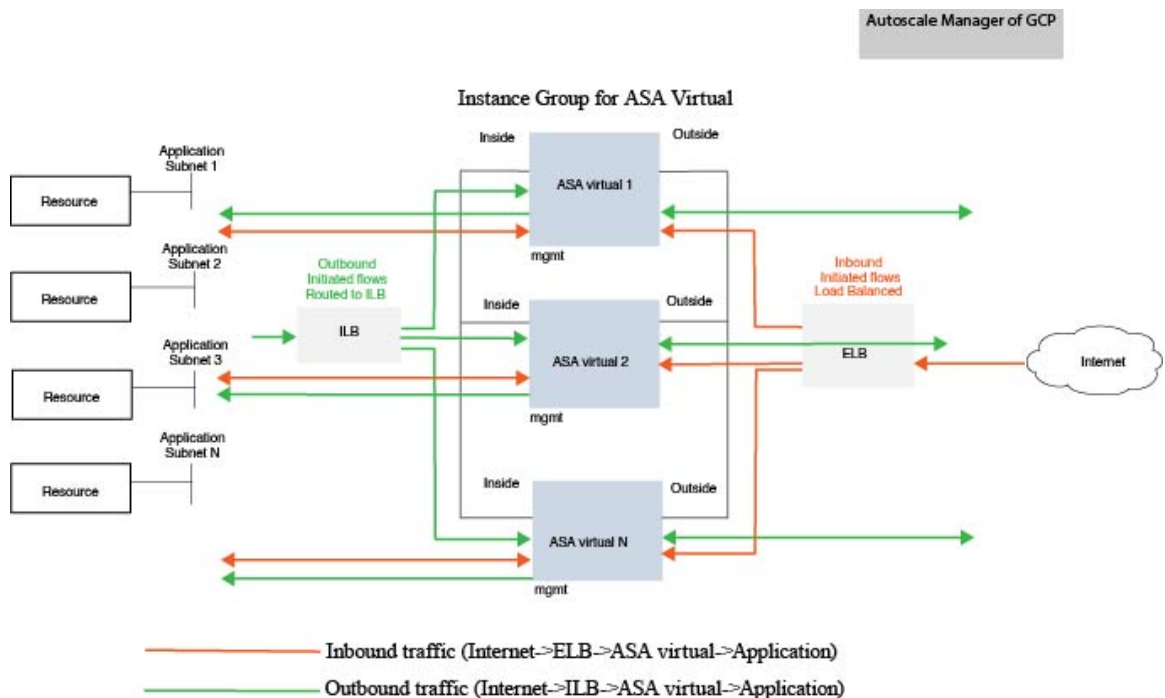 Autoscale Manager of GCP
Instance Group for ASA Virtual
Inside
Outside
Application
Subnet 1
Resource
ASA virtual 1
mgmt
Application
Subnet 2
Resource
Outbound
Initiated flows
Routed to ILB
ILB
Inside
Outside
Inbound
Initiated flows
Load Balanced
ELB
Internet
Application
Subnet 3
Resource
ASA virtual 2
mgmt
Application
Subnet N
Resource
Inside
Outside
ASA virtual N
mgmt
Inbound traffic (Internet->ELB->ASA virtual->Application)
Outbound traffic (Internet->ILB->ASA virtual->Application)